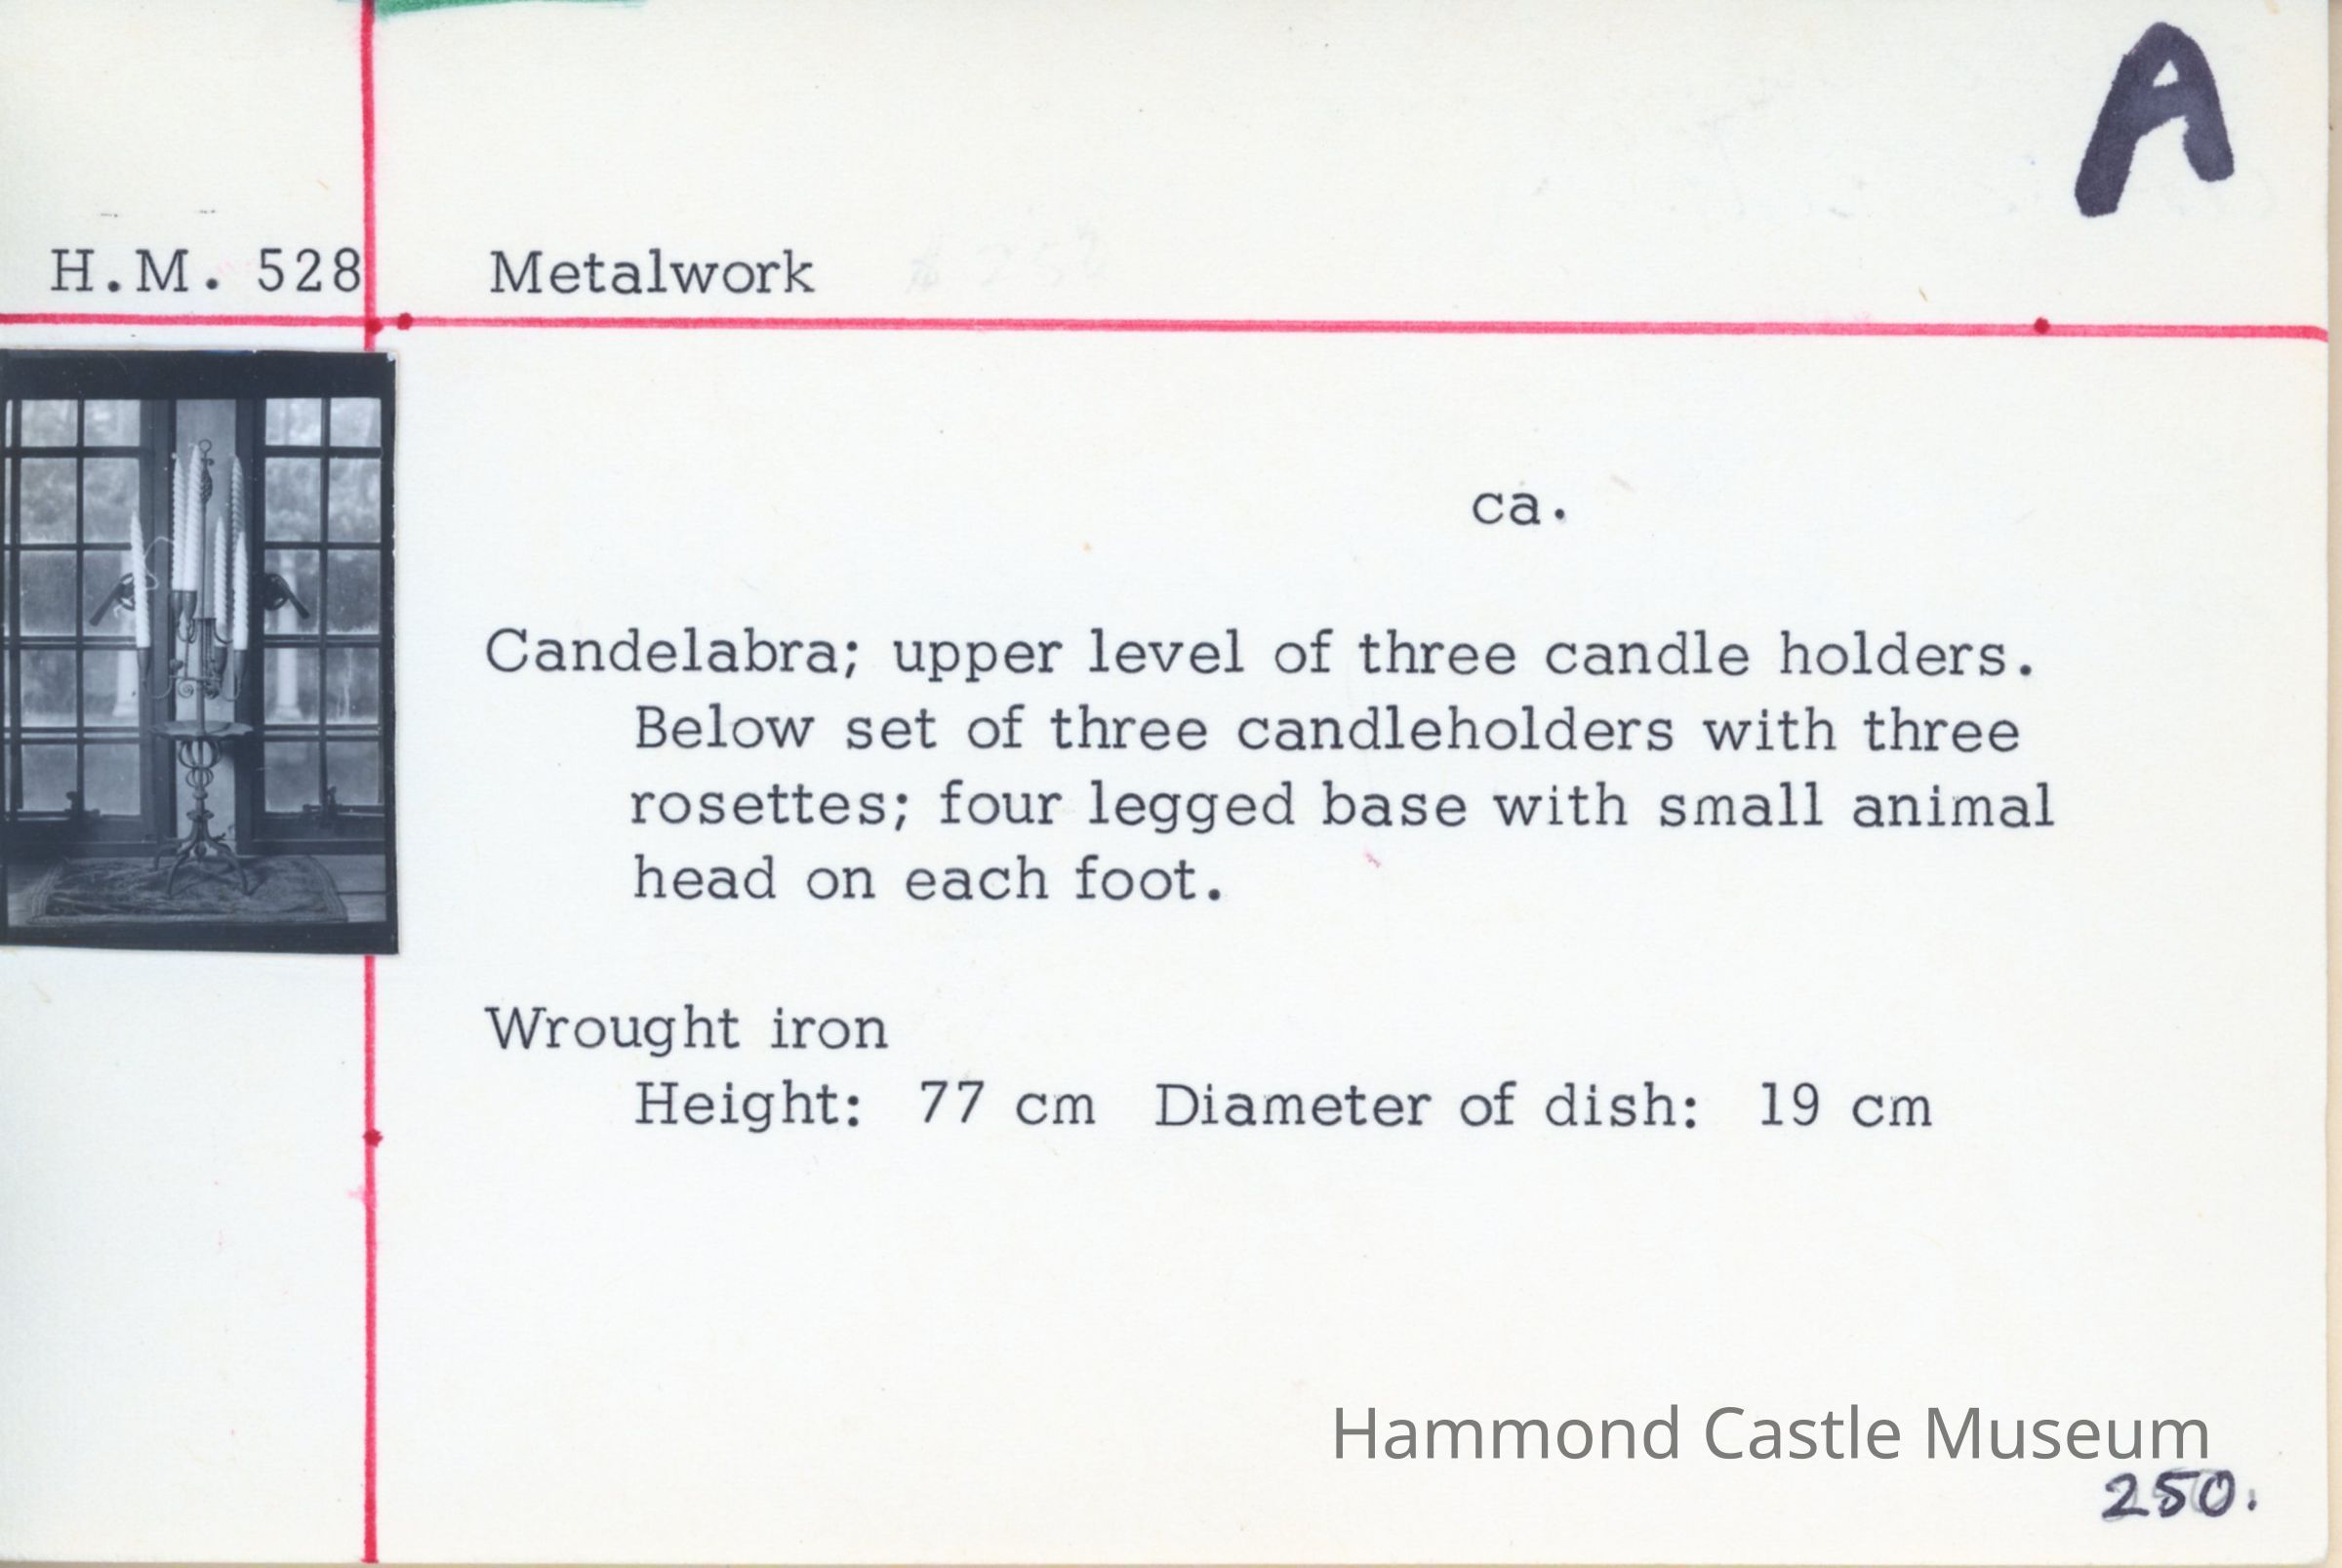 A
H.M. 528 Metalwork
ca.
Candelabra; upper level of three candle holders.
Below set of three candleholders with three
rosettes; four legged base with small animal
head on each foot.
Wrought iron
Height: 77 cm Diameter of dish: 19 cm
Hammond Castle Museum
250.